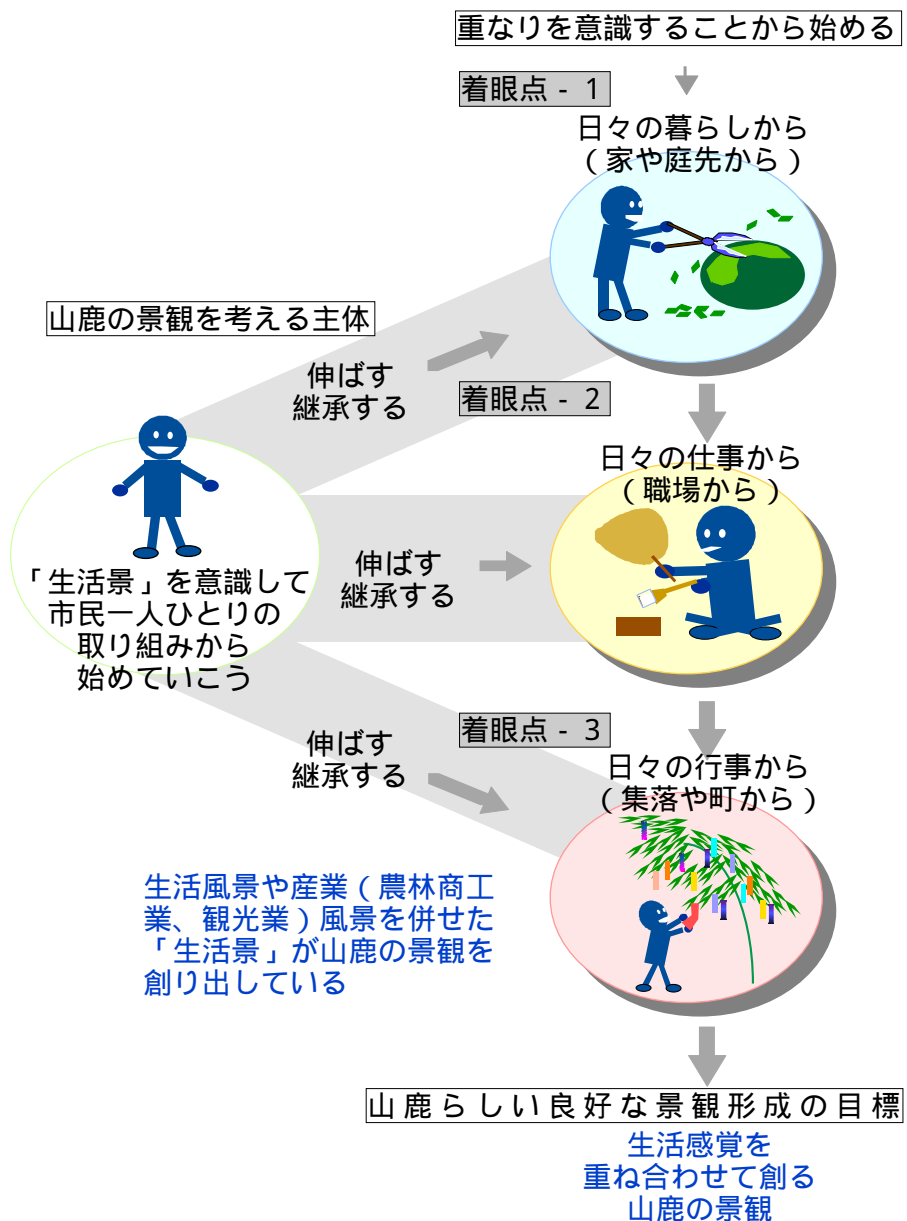 重なりを意識することから始める
着眼点 - 1
日々の暮らしから
（家や庭先から）
山鹿の景観を考える主体
伸ばす
継承する
着眼点 - 2
日々の仕事から
（職場から）
「生活景」を意識して
市民一人ひとりの
取り組みから
始めていこう
伸ばす
継承する
着眼点 - 3
日々の行事から
（集落や町から）
伸ばす
継承する
生活風景や産業（農林商工
業、観光業）風景を併せた
「生活景」が山鹿の景観を
創り出している
山鹿らしい良好な景観形成の目標
生活感覚を
重ね合わせて創る
山鹿の景観